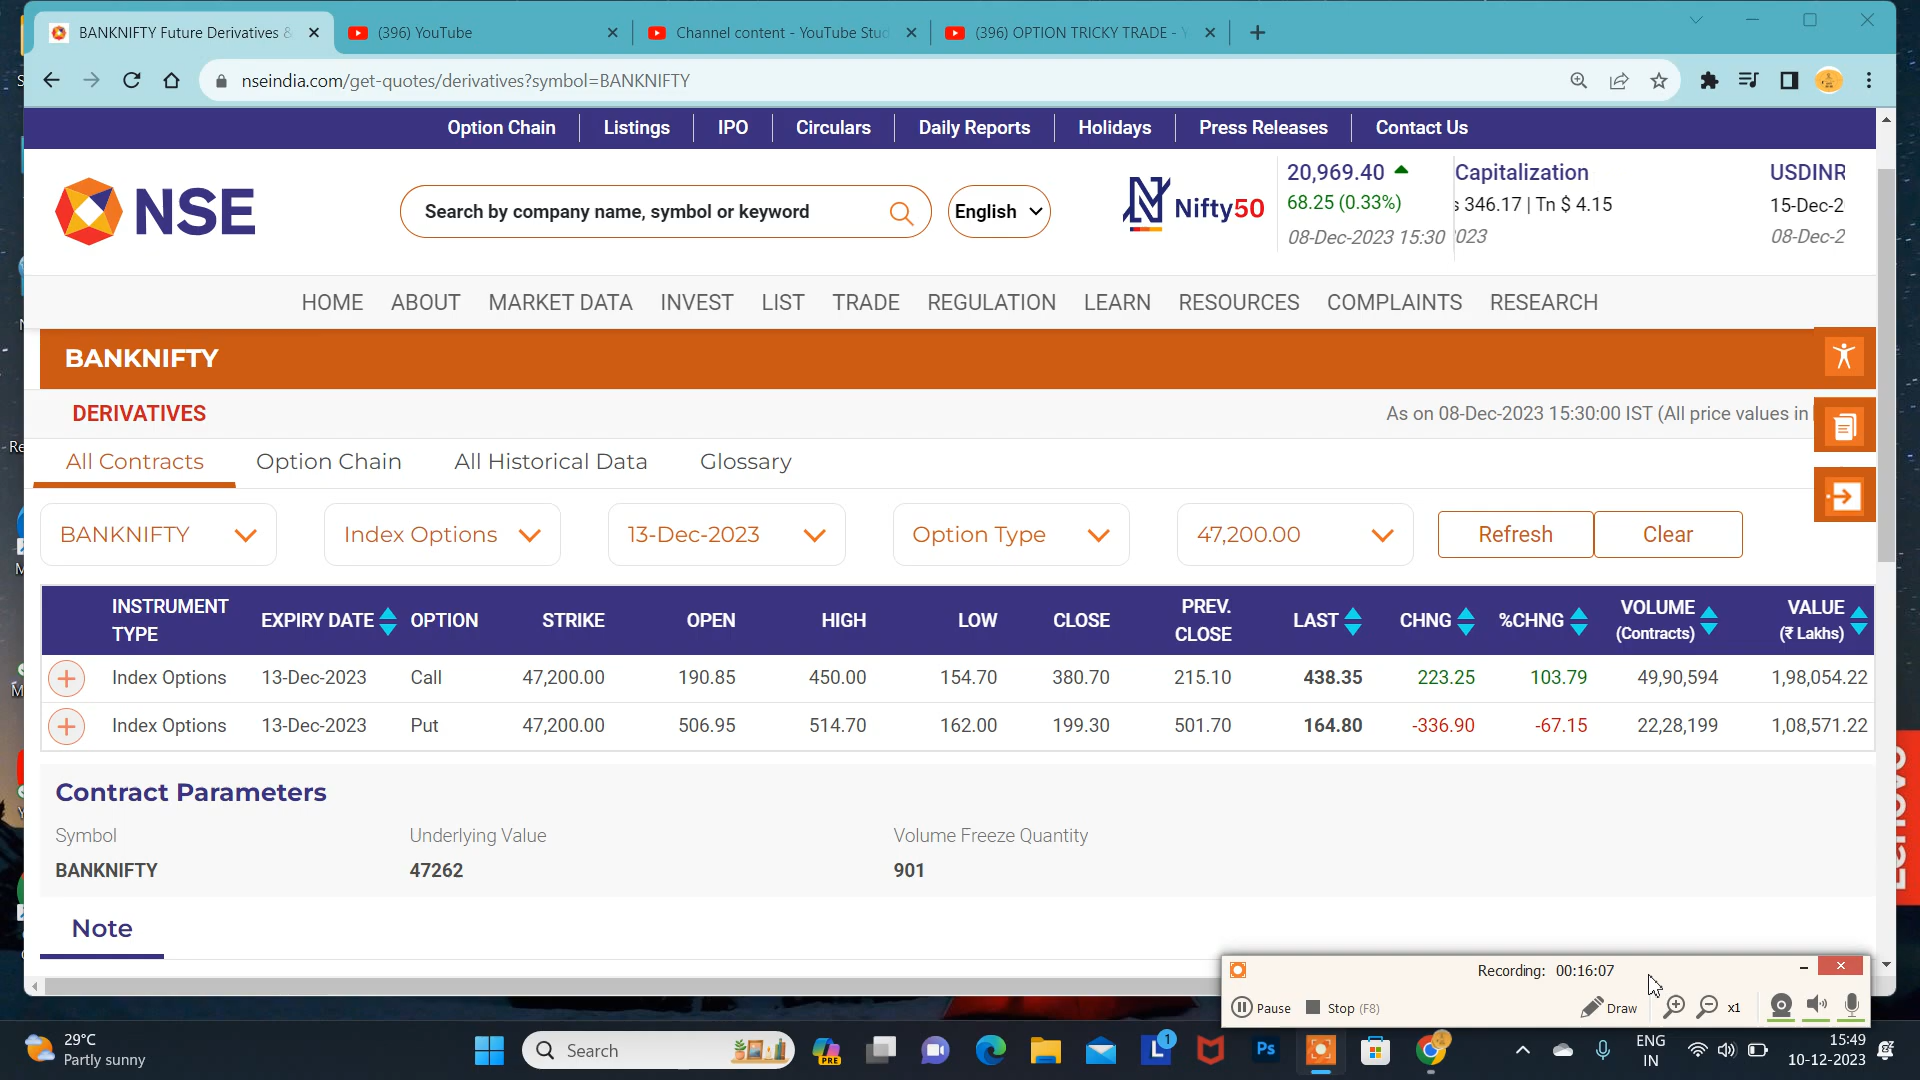 BANKNIFTY Future Derivatives &
(396) YouTube
Channel content - YouTube Stud
(396) OPTION TRICKY TRADE - Y
nseindia.com/get-quotes/derivatives?symbol=BANKNIFTY
Option Chain
Listings
IPO
Circulars
Daily Reports
Holidays
Press Releases
Contact Us
NSE
Search by company name, symbol or keyword
English
Nifty50
20,969.40
68.25 (0.33%)
08-Dec-2023 15:30
Capitalization
s 346.17 | Tn $ 4.15
023
USDINR
15-Dec-2
08-Dec-2
HOME ABOUT MARKET DATA INVEST LIST TRADE REGULATION LEARN RESOURCES COMPLAINTS RESEARCH
BANKNIFTY
DERIVATIVES
As on 08-Dec-2023 15:30:00 IST (All price values in
All Contracts
Option Chain
All Historical Data
Glossary
BANKNIFTY
Index Options
13-Dec-2023
Option Type
47,200.00
Refresh
Clear
INSTRUMENT TYPE EXPIRY DATE OPTION STRIKE OPEN HIGH LOW CLOSE PREV. CLOSE LAST CHNG %CHNG VOLUME (Contracts) VALUE (₹ Lakhs)
Index Options 13-Dec-2023 Call 47,200.00 190.85 450.00 154.70 380.70 215.10 438.35 223.25 103.79 49,90,594 1,98,054.22
Index Options 13-Dec-2023 Put 47,200.00 506.95 514.70 162.00 199.30 501.70 164.80 -336.90 -67.15 22,28,199 1,08,571.22
Contract Parameters
Symbol
Underlying Value
Volume Freeze Quantity
BANKNIFTY
47262
901
Note
Recording: 00:16:07
Pause
Stop (F8)
Draw
x1
29°C
Partly sunny
Search
PRE
L
1
Ps
ENG
IN
15:49
10-12-2023
Lenovo